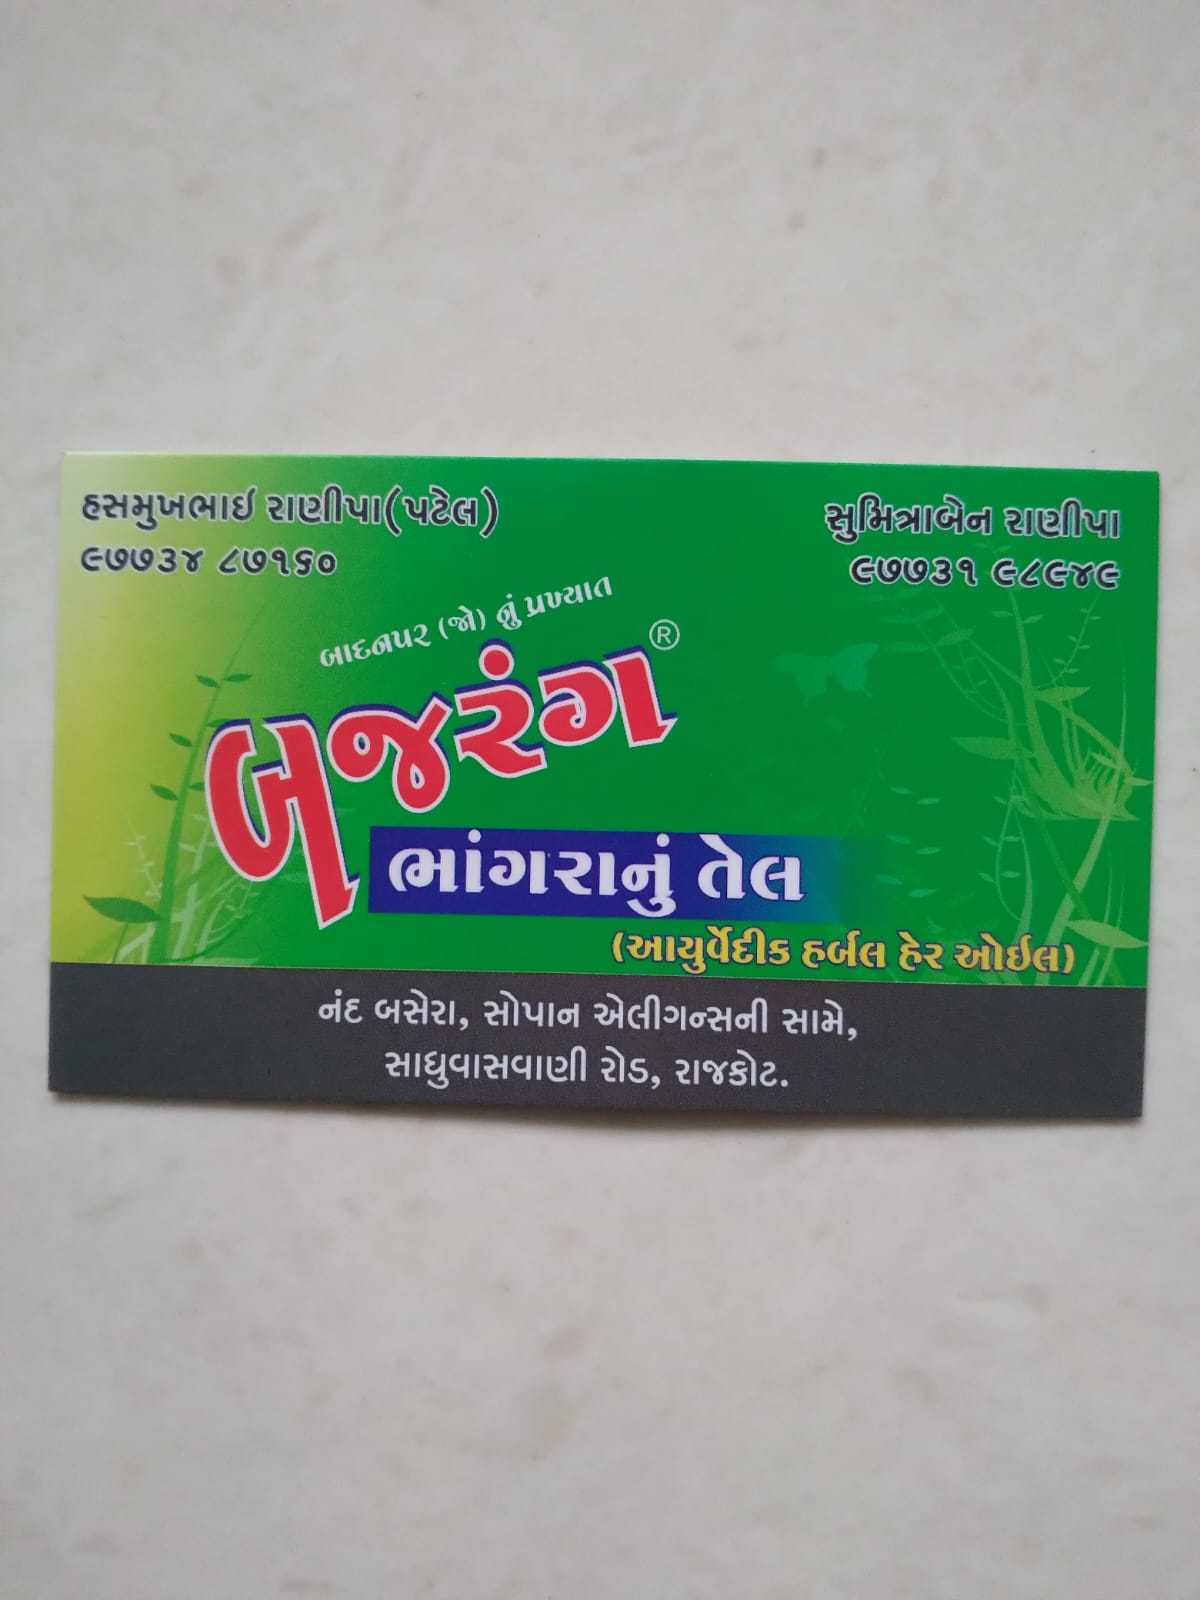 હસમુખભાઇ રાણીપા(પટેલ)
૯૭૭૩૪ ૮૭૧૬૦
સુમિત્રાબેન રાણીપા
૯૭૭૩૧ ૯૮૯૪૯
બાદનપર (જો) નું પ્રખ્યાત
બજરંગ ®
ભાંગરાનું તેલ
(આયુર્વેદીક હર્બલ હેર ઓઇલ)
નંદ બસેરા, સોપાન એલીગન્સની સામે,
સાધુવાસવાણી રોડ, રાજકોટ.